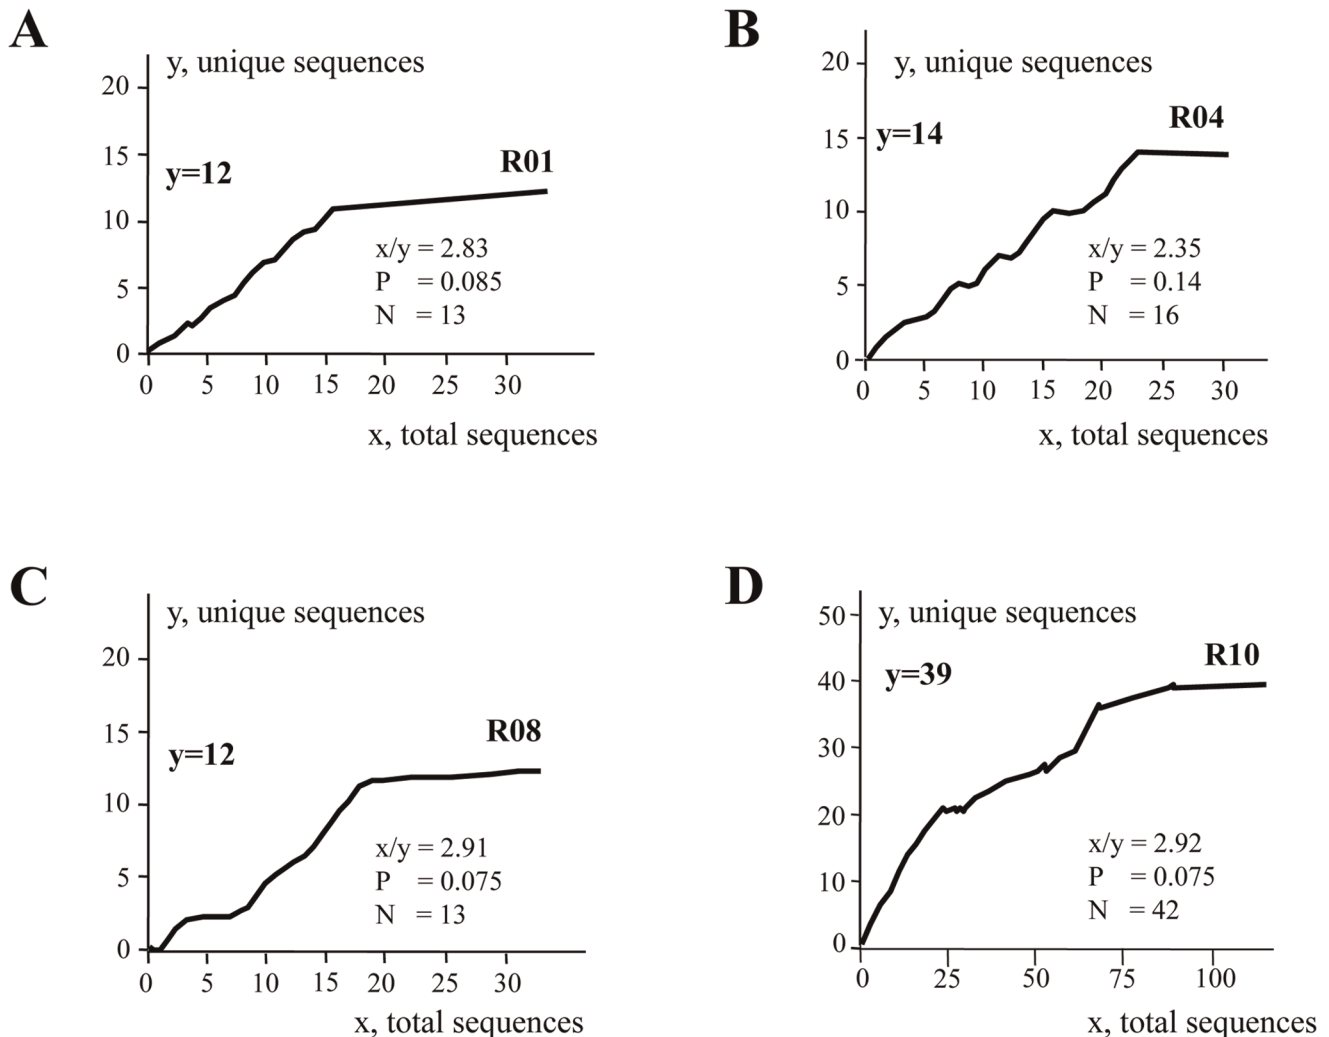 A
y, unique sequences
20
15
10
5
0
y=12
R01
x/y = 2.83
P = 0.085
N = 13
0 5 10 15 20 25 30
x, total sequences
B
y, unique sequences
20
15
10
5
0
y=14
R04
x/y = 2.35
P = 0.14
N = 16
0 5 10 15 20 25 30
x, total sequences
C
y, unique sequences
20
15
10
5
0
y=12
R08
x/y = 2.91
P = 0.075
N = 13
0 5 10 15 20 25 30
x, total sequences
D
y, unique sequences
50
40
30
20
10
0
y=39
R10
x/y = 2.92
P = 0.075
N = 42
0 25 50 75 100
x, total sequences